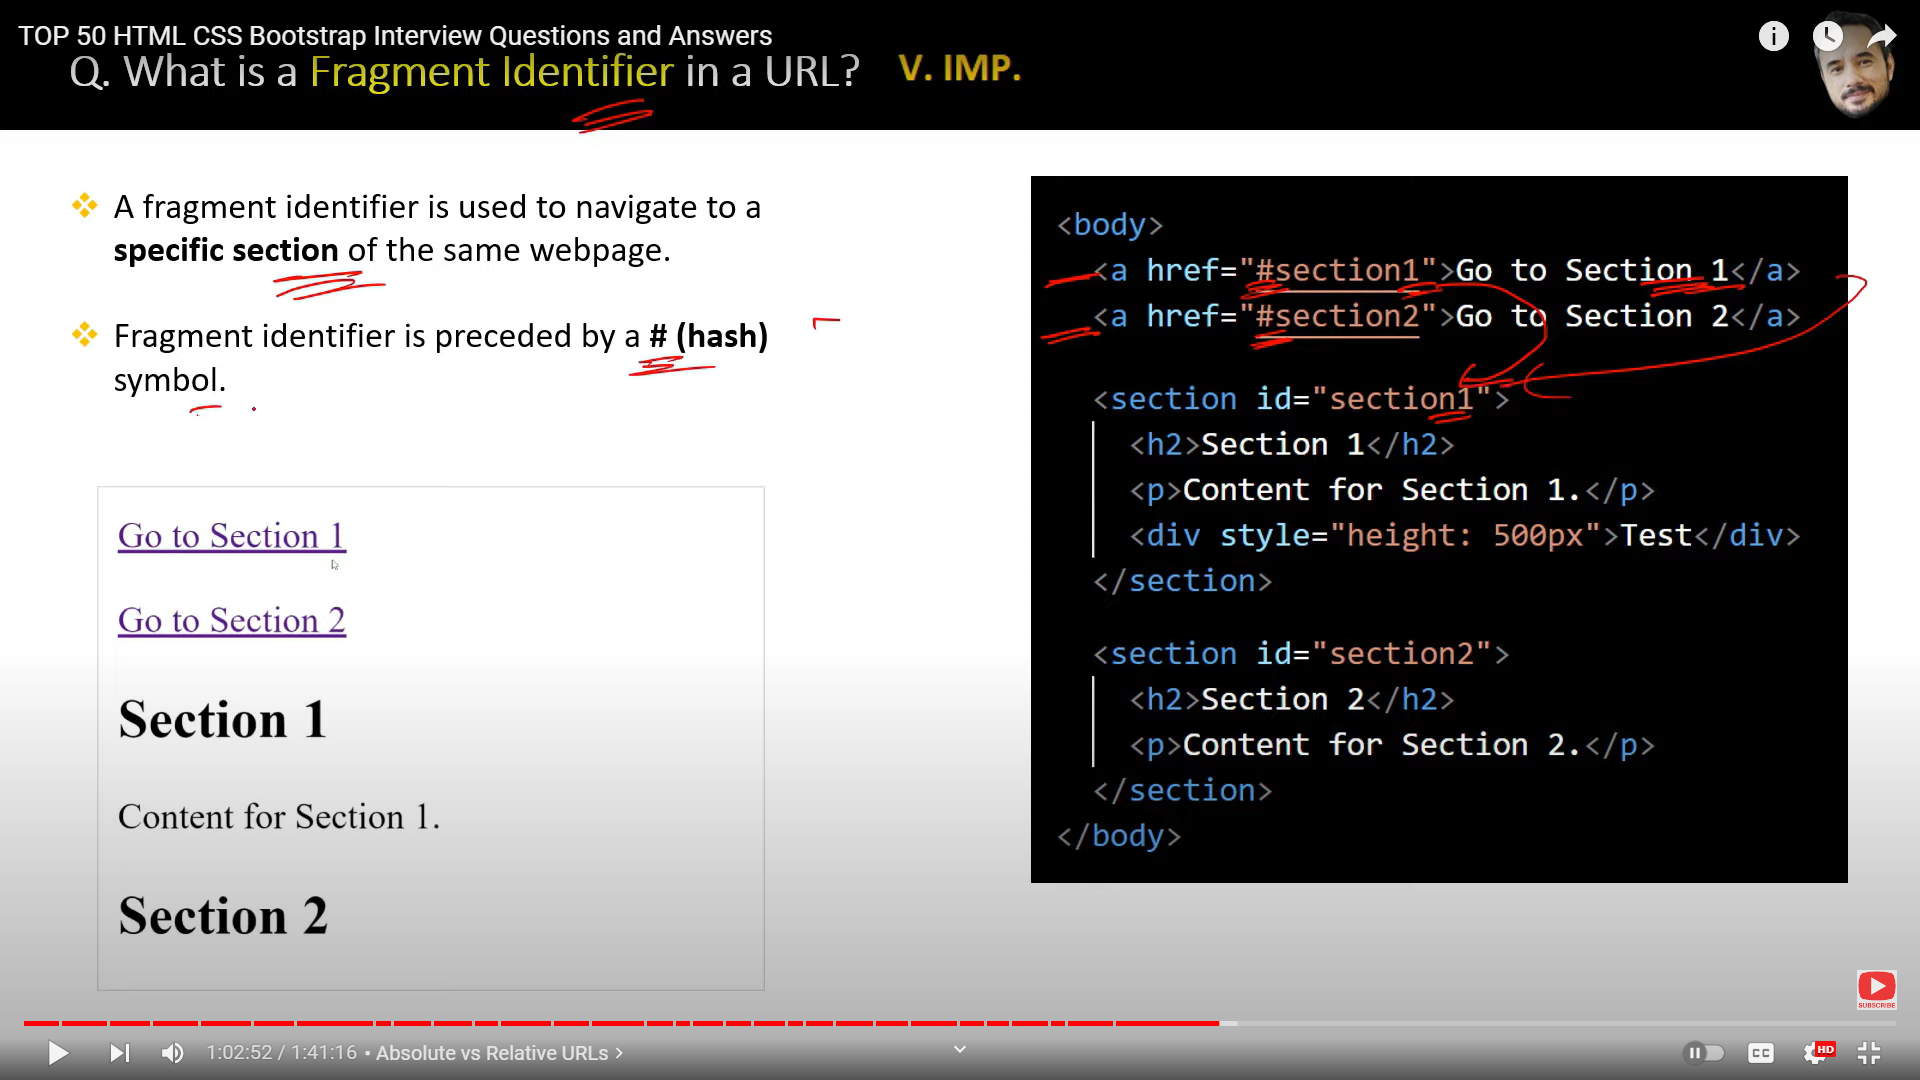 TOP 50 HTML CSS Bootstrap Interview Questions and Answers
Q. What is a Fragment Identifier in a URL? V. IMP.
❖ A fragment identifier is used to navigate to a
specific section of the same webpage.
❖ Fragment identifier is preceded by a # (hash)
symbol.
Go to Section 1
Go to Section 2
Section 1
Content for Section 1.
Section 2
<body>
<a href="#section1">Go to Section 1</a>
<a href="#section2">Go to Section 2</a>
<section id="section1">
<h2>Section 1</h2>
<p>Content for Section 1.</p>
<div style="height: 500px">Test</div>
</section>
<section id="section2">
<h2>Section 2</h2>
<p>Content for Section 2.</p>
</section>
</body>
SUBSCRIBE
1:02:52 / 1:41:16 • Absolute vs Relative URLs >
CC
HD